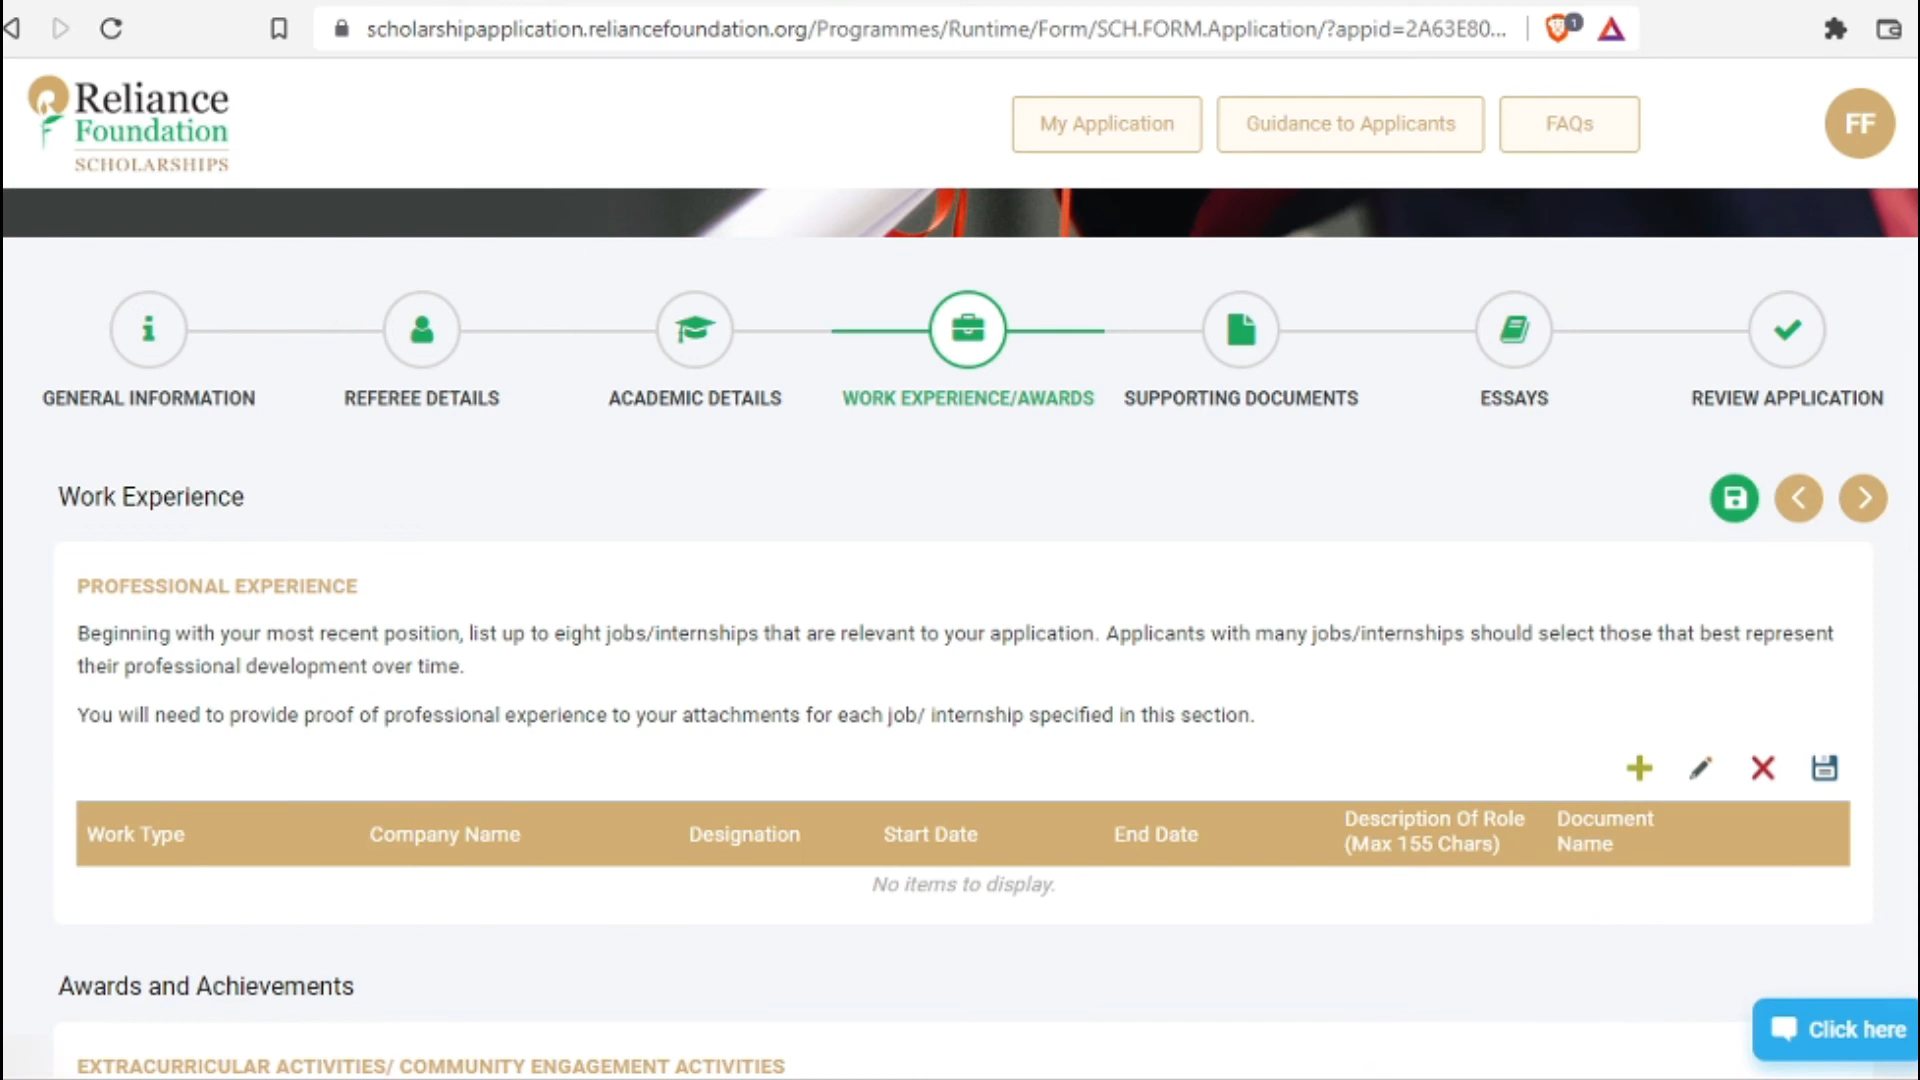 scholarshipapplication.reliancefoundation.org/Programmes/Runtime/Form/SCH.FORM.Application/?appid=2A63E80...
1
Reliance
Foundation
SCHOLARSHIPS
My Application
Guidance to Applicants
FAQs
FF
GENERAL INFORMATION
REFEREE DETAILS
ACADEMIC DETAILS
WORK EXPERIENCE/AWARDS
SUPPORTING DOCUMENTS
ESSAYS
REVIEW APPLICATION
Work Experience
PROFESSIONAL EXPERIENCE
Beginning with your most recent position, list up to eight jobs/internships that are relevant to your application. Applicants with many jobs/internships should select those that best represent
their professional development over time.
You will need to provide proof of professional experience to your attachments for each job/ internship specified in this section.
Work Type
Company Name
Designation
Start Date
End Date
Description Of Role
(Max 155 Chars)
Document
Name
No items to display.
Awards and Achievements
EXTRACURRICULAR ACTIVITIES/ COMMUNITY ENGAGEMENT ACTIVITIES
Click here